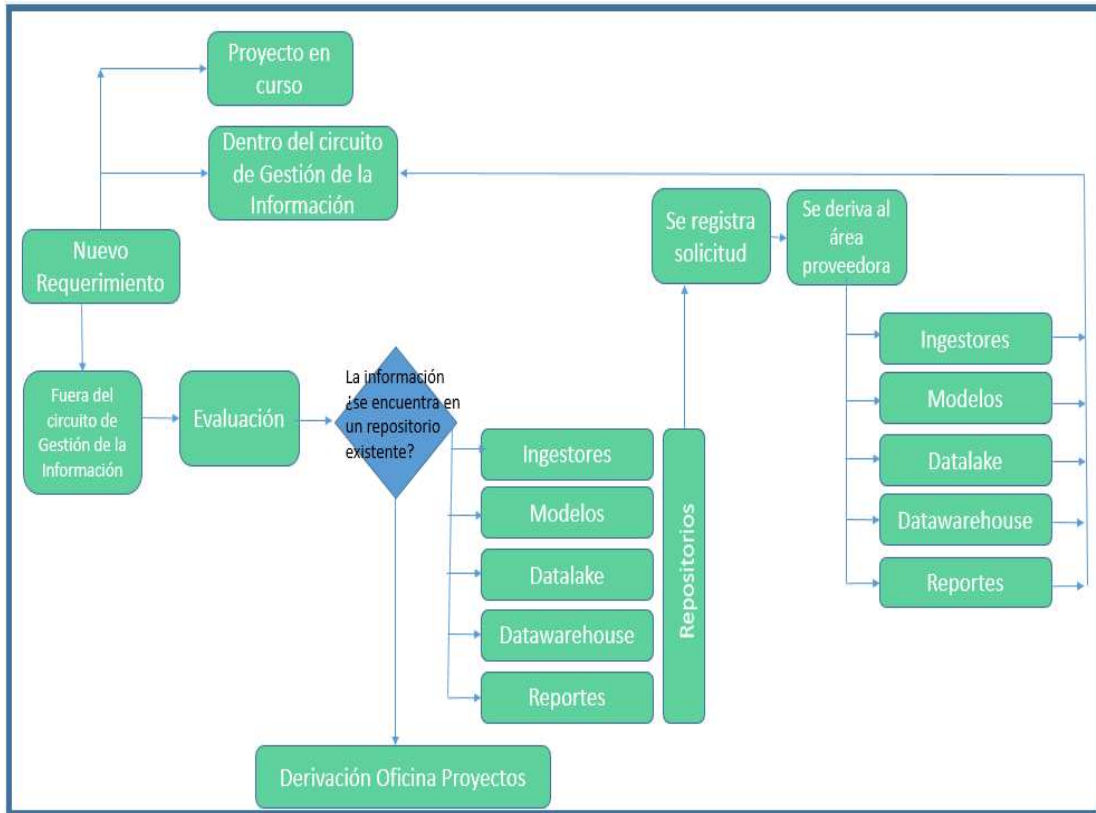 Proyecto en
curso
Dentro del circuito
de Gestión de la
Información
Nuevo
Requerimiento
Fuera del
circuito de
Gestión de la
Información
Evaluación
La información
¿se encuentra en
un repositorio
existente?
Ingestores
Modelos
Datalake
Datawarehouse
Reportes
Derivación Oficina Proyectos
Repositorios
Se registra
solicitud
Se deriva al
área
proveedora
Ingestores
Modelos
Datalake
Datawarehouse
Reportes